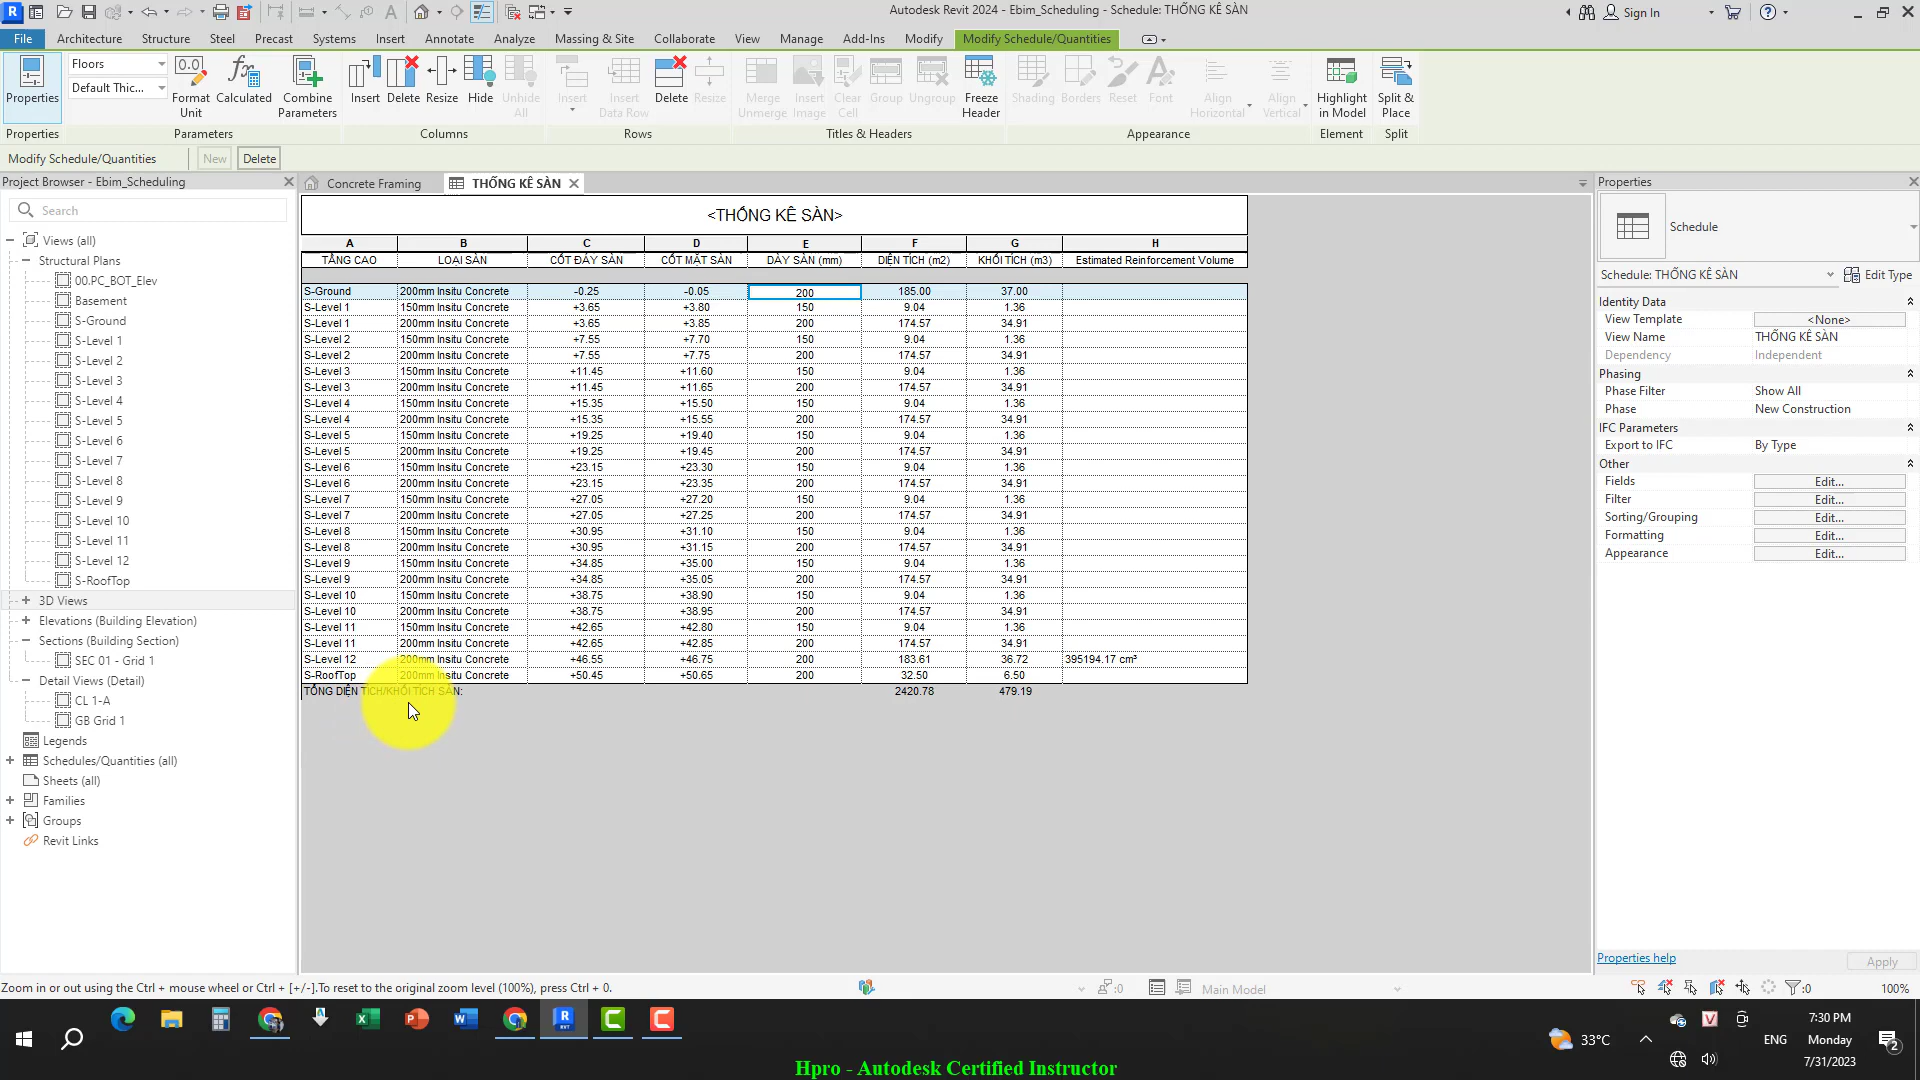 Autodesk Revit 2024 - Ebim_Scheduling - Schedule: THỐNG KÊ SÀN
Sign In
File Architecture Structure Steel Precast Systems Insert Annotate Analyze Massing & Site Collaborate View Manage Add-Ins Modify Modify Schedule/Quantities
Floors
Default Thic...
Properties
Format Unit
Calculated
Combine Parameters
Insert
Delete
Resize
Hide
Unhide All
Insert
Insert Data Row
Delete
Resize
Merge Unmerge
Insert Image
Clear Cell
Group
Ungroup
Freeze Header
Shading
Borders
Reset
Font
Align Horizontal
Align Vertical
Highlight in Model
Split & Place
Properties Parameters Columns Rows Titles & Headers Appearance Element Split
Modify Schedule/Quantities New Delete
Project Browser - Ebim_Scheduling
Search
Views (all)
Structural Plans
00.PC_BOT_Elev
Basement
S-Ground
S-Level 1
S-Level 2
S-Level 3
S-Level 4
S-Level 5
S-Level 6
S-Level 7
S-Level 8
S-Level 9
S-Level 10
S-Level 11
S-Level 12
S-RoofTop
3D Views
Elevations (Building Elevation)
Sections (Building Section)
SEC 01 - Grid 1
Detail Views (Detail)
CL 1-A
GB Grid 1
Legends
Schedules/Quantities (all)
Sheets (all)
Families
Groups
Revit Links
Concrete Framing
THỐNG KÊ SÀN
<THỐNG KÊ SÀN>
A B C D E F G H
TẦNG CAO LOẠI SÀN CỐT ĐÁY SÀN CỐT MẶT SÀN DÀY SÀN (mm) DIỆN TÍCH (m2) KHỐI TÍCH (m3) Estimated Reinforcement Volume
S-Ground 200mm Insitu Concrete -0.25 -0.05 200 185.00 37.00
S-Level 1 150mm Insitu Concrete +3.65 +3.80 150 9.04 1.36
S-Level 1 200mm Insitu Concrete +3.65 +3.85 200 174.57 34.91
S-Level 2 150mm Insitu Concrete +7.55 +7.70 150 9.04 1.36
S-Level 2 200mm Insitu Concrete +7.55 +7.75 200 174.57 34.91
S-Level 3 150mm Insitu Concrete +11.45 +11.60 150 9.04 1.36
S-Level 3 200mm Insitu Concrete +11.45 +11.65 200 174.57 34.91
S-Level 4 150mm Insitu Concrete +15.35 +15.50 150 9.04 1.36
S-Level 4 200mm Insitu Concrete +15.35 +15.55 200 174.57 34.91
S-Level 5 150mm Insitu Concrete +19.25 +19.40 150 9.04 1.36
S-Level 5 200mm Insitu Concrete +19.25 +19.45 200 174.57 34.91
S-Level 6 150mm Insitu Concrete +23.15 +23.30 150 9.04 1.36
S-Level 6 200mm Insitu Concrete +23.15 +23.35 200 174.57 34.91
S-Level 7 150mm Insitu Concrete +27.05 +27.20 150 9.04 1.36
S-Level 7 200mm Insitu Concrete +27.05 +27.25 200 174.57 34.91
S-Level 8 150mm Insitu Concrete +30.95 +31.10 150 9.04 1.36
S-Level 8 200mm Insitu Concrete +30.95 +31.15 200 174.57 34.91
S-Level 9 150mm Insitu Concrete +34.85 +35.00 150 9.04 1.36
S-Level 9 200mm Insitu Concrete +34.85 +35.05 200 174.57 34.91
S-Level 10 150mm Insitu Concrete +38.75 +38.90 150 9.04 1.36
S-Level 10 200mm Insitu Concrete +38.75 +38.95 200 174.57 34.91
S-Level 11 150mm Insitu Concrete +42.65 +42.80 150 9.04 1.36
S-Level 11 200mm Insitu Concrete +42.65 +42.85 200 174.57 34.91
S-Level 12 200mm Insitu Concrete +46.55 +46.75 200 183.61 36.72 395194.17 cm³
S-RoofTop 200mm Insitu Concrete +50.45 +50.65 200 32.50 6.50
TỔNG DIỆN TÍCH/KHỐI TÍCH SÀN: 2420.78 479.19
Properties
Schedule
Schedule: THỐNG KÊ SÀN Edit Type
Identity Data
View Template <None>
View Name THỐNG KÊ SÀN
Dependency Independent
Phasing
Phase Filter Show All
Phase New Construction
IFC Parameters
Export to IFC By Type
Other
Fields Edit...
Filter Edit...
Sorting/Grouping Edit...
Formatting Edit...
Appearance Edit...
Properties help Apply
Zoom in or out using the Ctrl + mouse wheel or Ctrl + [+/-].To reset to the original zoom level (100%), press Ctrl + 0.
:0
Main Model
:0
100%
33°C
ENG
7:30 PM
Monday
7/31/2023
2
Hpro - Autodesk Certified Instructor